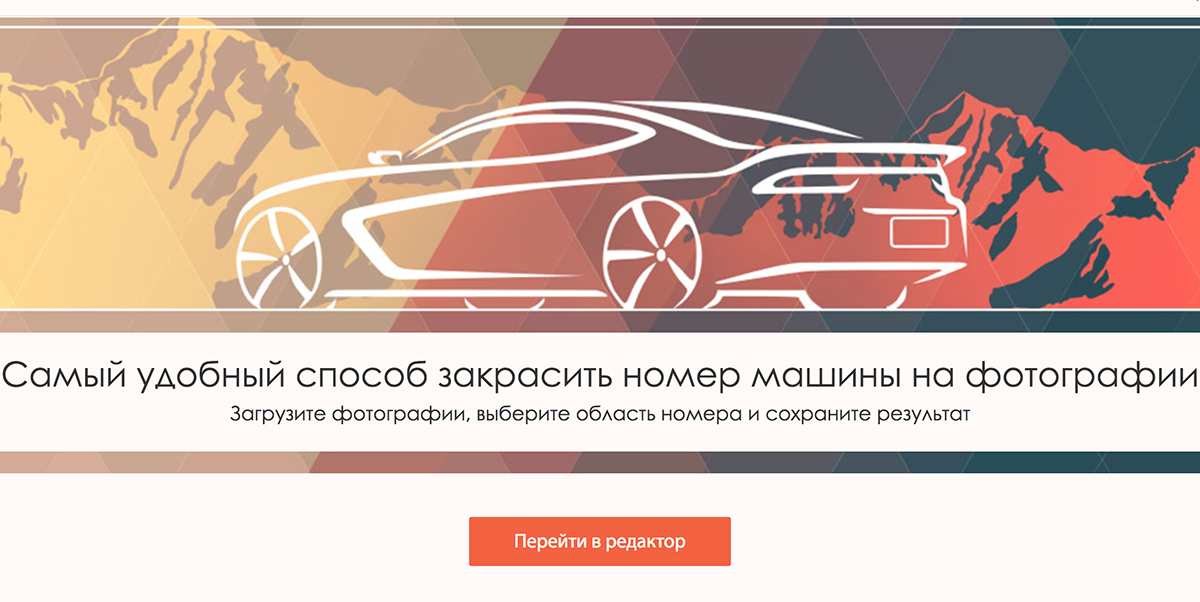 Самый удобный способ закрасить номер машины на фотографии
Загрузите фотографии, выберите область номера и сохраните результат
Перейти в редактор